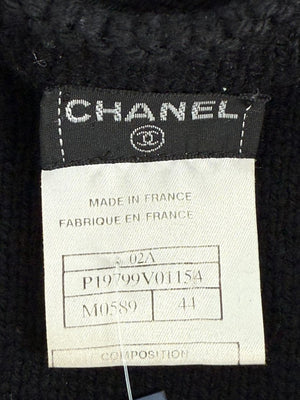 CHANEL
MADE IN FRANCE
FABRIQUE EN FRANCE
02A
P19799V01154
M0589 44
COMPOSITION